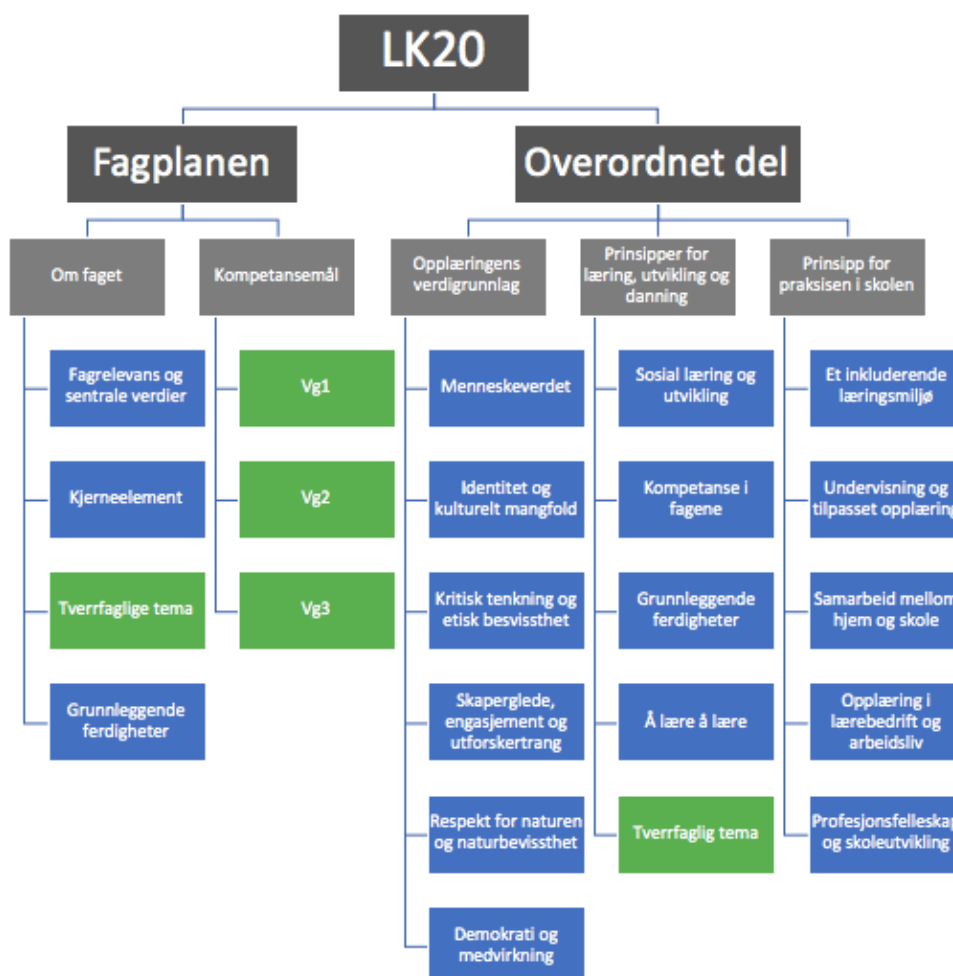 LK20
Fagplanen
Overordnet del
Om faget
Kompetansemål
Opplæringens
verdigrunnlag
Prinsipper for
læring, utvikling og
danning
Prinsipp for
praksisen i skolen
Fagrelevans og
sentrale verdier
Kjerneelement
Tverrfaglige tema
Grunnleggende
ferdigheter
Vg1
Vg2
Vg3
Menneskeverdet
Identitet og
kulturelt mangfold
Kritisk tenkning og
etisk besvissthet
Skaperglede,
engasjement og
utforskertrang
Respekt for naturen
og naturbevissthet
Demokrati og
medvirkning
Sosial læring og
utvikling
Kompetanse i
fagene
Grunnleggende
ferdigheter
Å lære å lære
Tverrfaglig tema
Et inkluderende
læringsmiljø
Undervisning og
tilpasset opplæring
Samarbeid mellom
hjem og skole
Opplæring i
lærebedrift og
arbeidsliv
Profesjonsfelleskap
og skoleutvikling